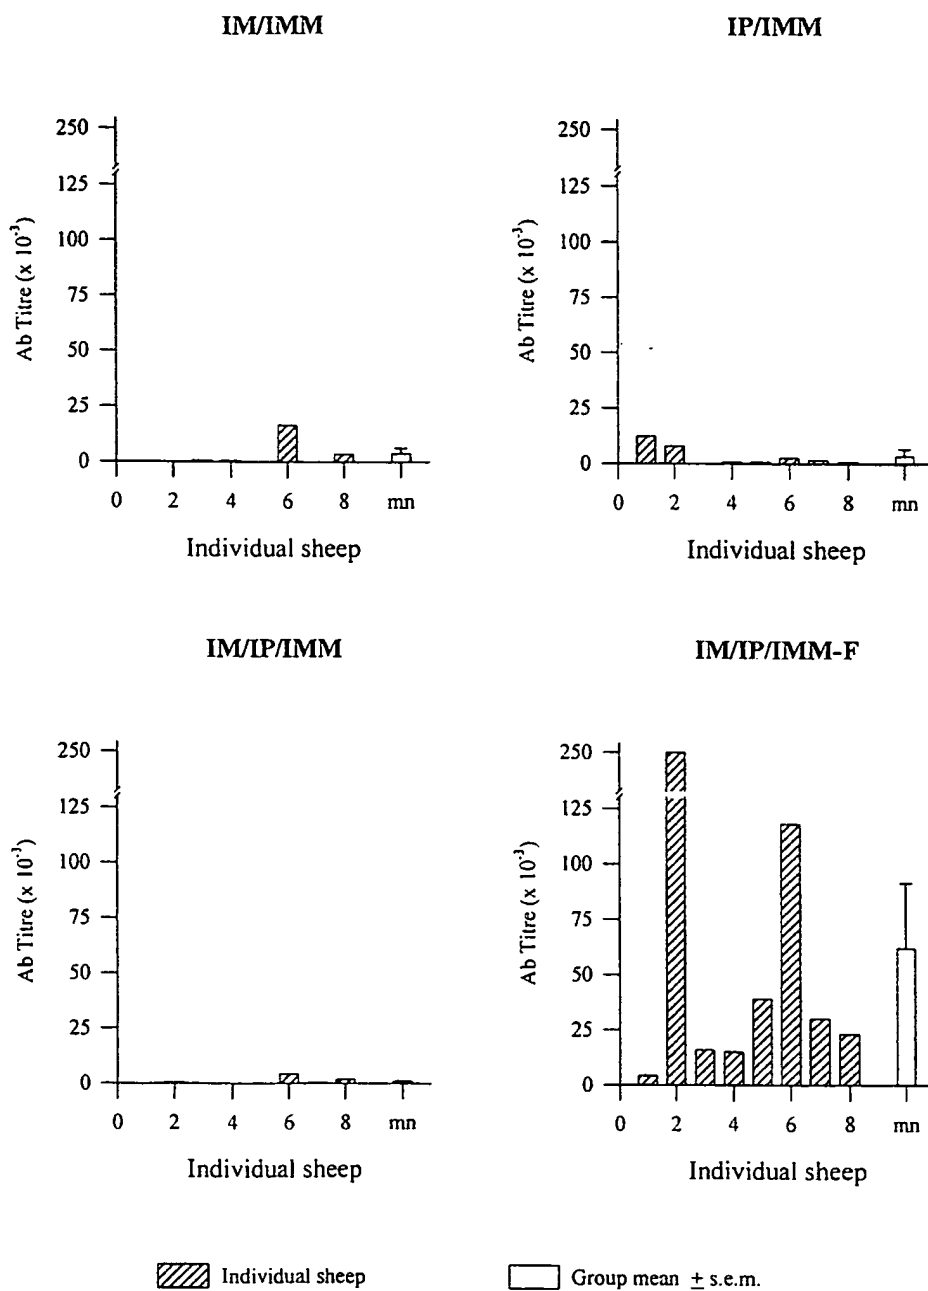 IM/IMM
250
125
100
75
50
25
0
Ab Titre (x 10⁻³)
0 2 4 6 8 mn
Individual sheep
IP/IMM
250
125
100
75
50
25
0
Ab Titre (x 10⁻³)
0 2 4 6 8 mn
Individual sheep
IM/IP/IMM
250
125
100
75
50
25
0
Ab Titre (x 10⁻³)
0 2 4 6 8 mn
Individual sheep
IM/IP/IMM-F
250
125
100
75
50
25
0
Ab Titre (x 10⁻³)
0 2 4 6 8 mn
Individual sheep
Individual sheep
Group mean ± s.e.m.